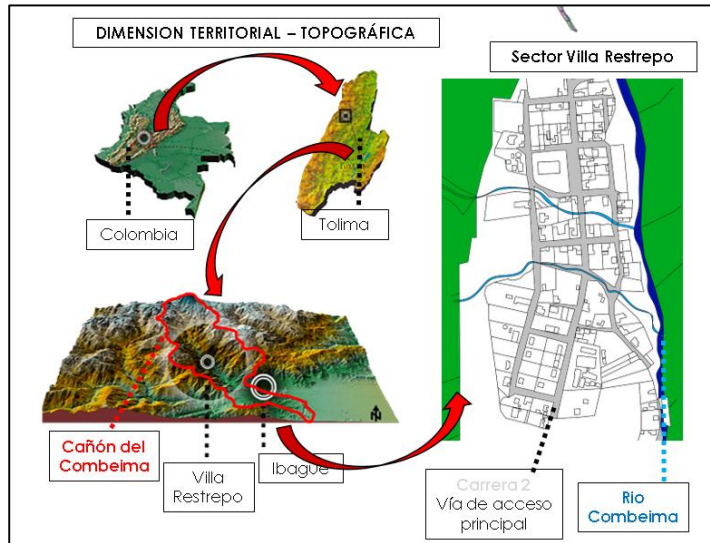 DIMENSION TERRITORIAL – TOPOGRÁFICA
Sector Villa Restrepo
Colombia
Tolima
Cañón del
Combeima
Villa
Restrepo
Ibagüe
N
Carrera 2
Vía de acceso
principal
Rio
Combeima